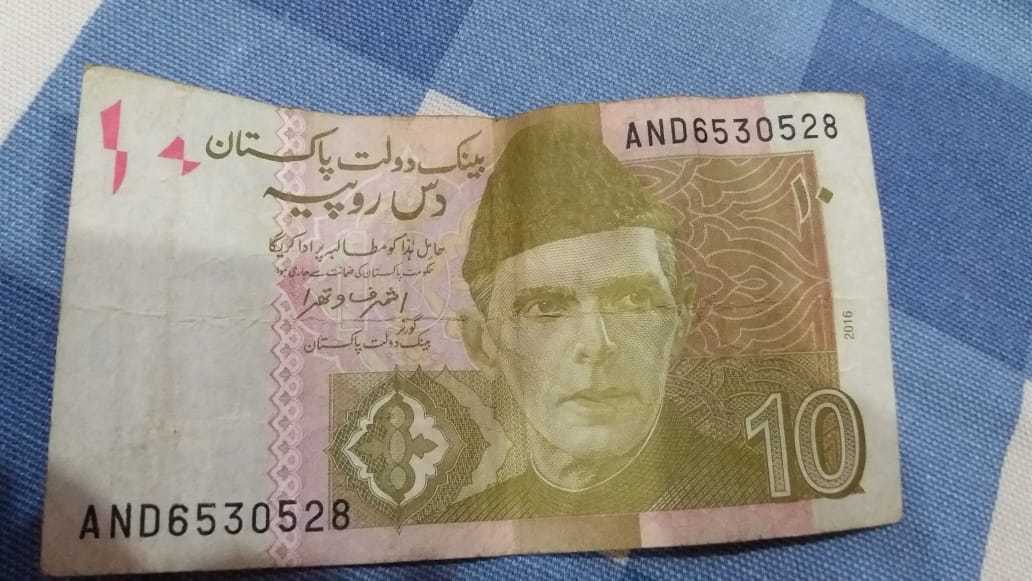 ۱۰
بینک دولت پاکستان
دس روپیہ
حامل ہٰذا کو مطالبہ پر ادا کریگا
حکومت پاکستان کی ضمانت سے جاری ہوا
اشرف وتھرا
گورنر
بینک دولت پاکستان
AND6530528
۱۰
2016
10
AND6530528